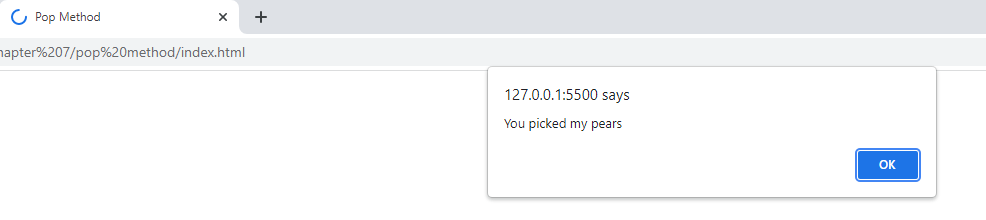 Pop Method
hapter%207/pop%20method/index.html
127.0.0.1:5500 says
You picked my pears
OK